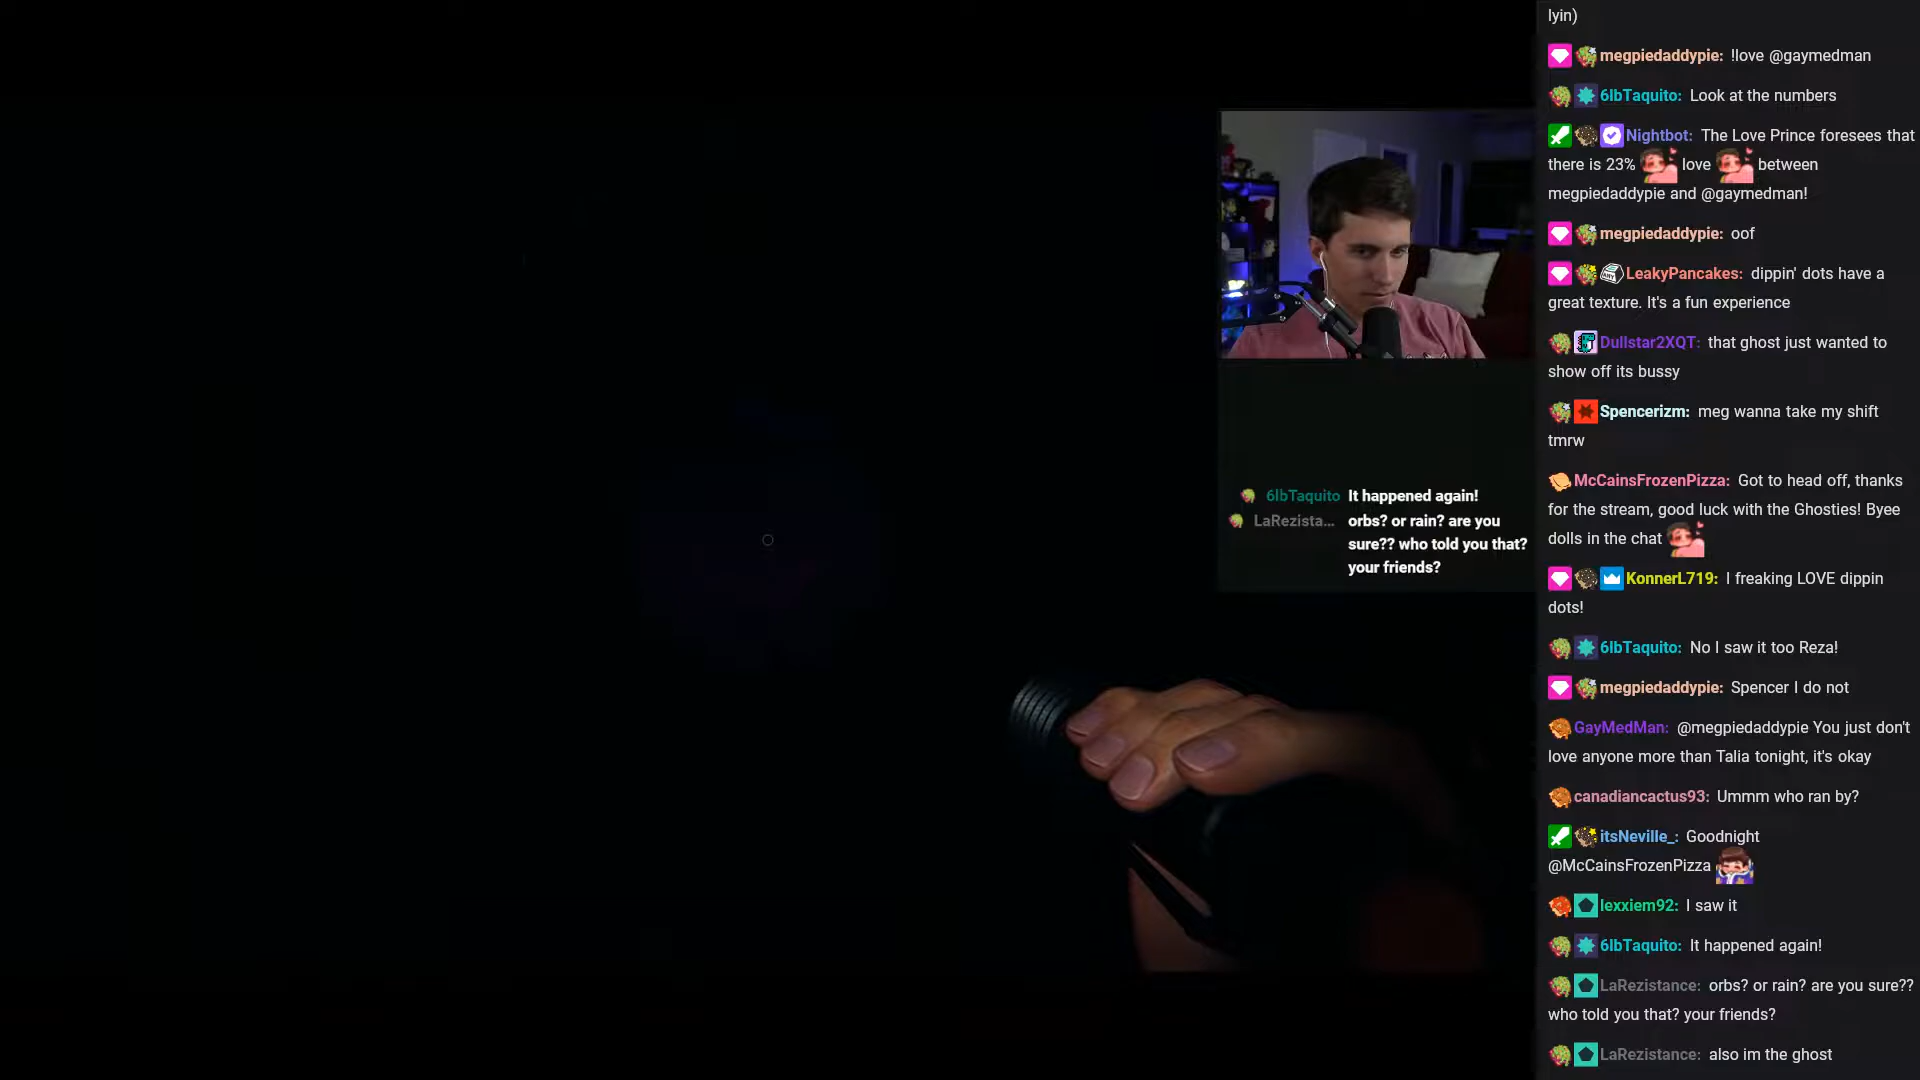 6lbTaquito It happened again!
LaRezista... orbs? or rain? are you
sure?? who told you that?
your friends?
lyin)
megpiedaddypie: !love @gaymedman
6lbTaquito: Look at the numbers
Nightbot: The Love Prince foresees that
there is 23% love between
megpiedaddypie and @gaymedman!
megpiedaddypie: oof
LeakyPancakes: dippin' dots have a
great texture. It's a fun experience
Dullstar2XQT: that ghost just wanted to
show off its bussy
Spencerizm: meg wanna take my shift
tmrw
McCainsFrozenPizza: Got to head off, thanks
for the stream, good luck with the Ghosties! Byee
dolls in the chat
KonnerL719: I freaking LOVE dippin
dots!
6lbTaquito: No I saw it too Reza!
megpiedaddypie: Spencer I do not
GayMedMan: @megpiedaddypie You just don't
love anyone more than Talia tonight, it's okay
canadiancactus93: Ummm who ran by?
itsNeville_: Goodnight
@McCainsFrozenPizza
lexxiem92: I saw it
6lbTaquito: It happened again!
LaRezistance: orbs? or rain? are you sure??
who told you that? your friends?
LaRezistance: also im the ghost